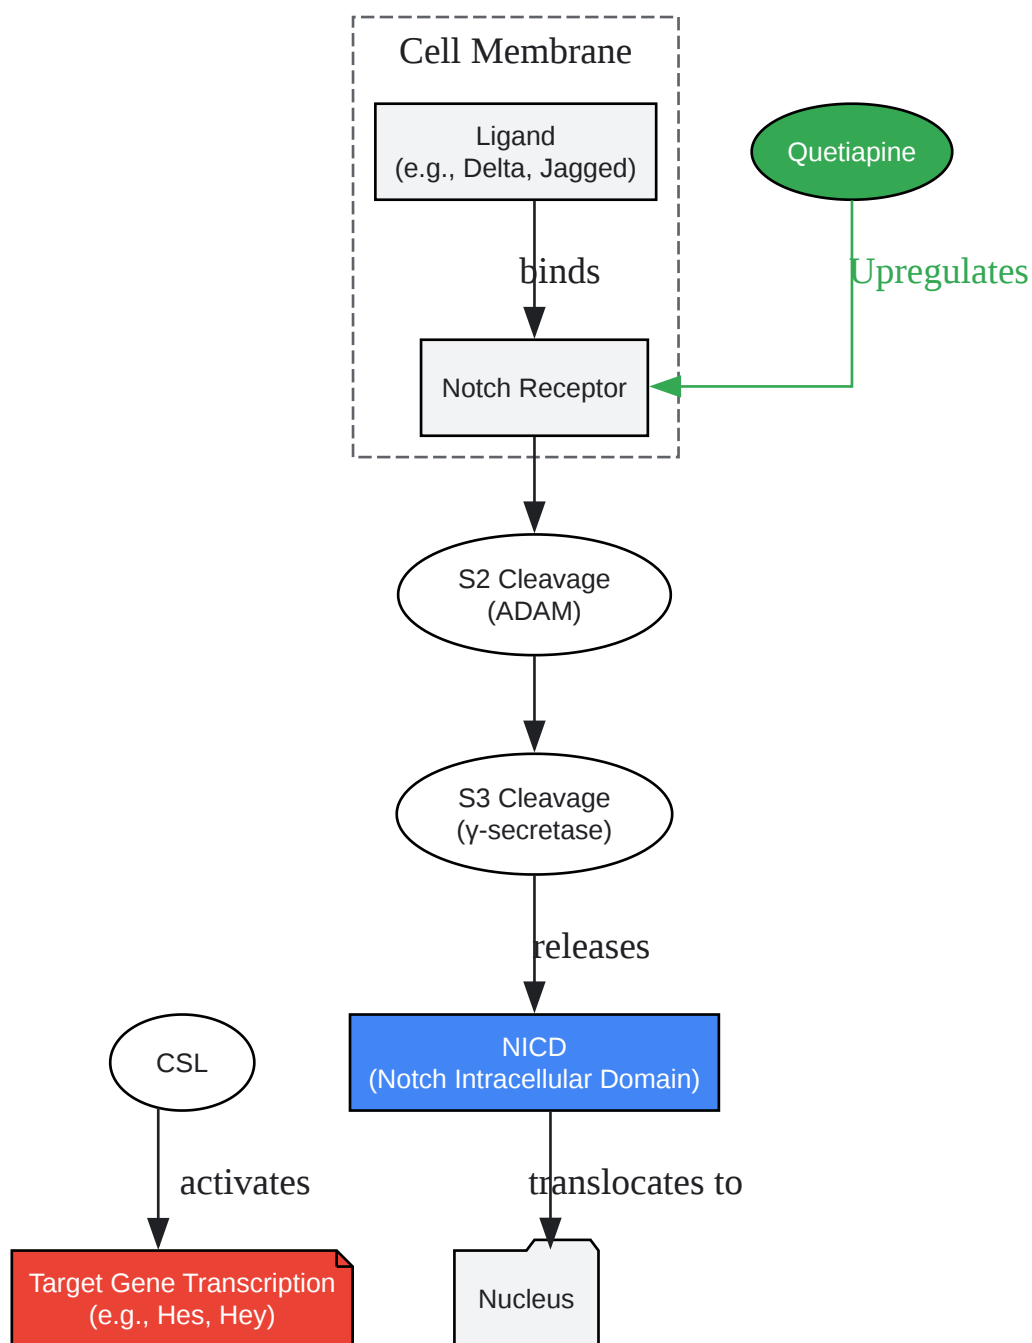 Cell Membrane
Ligand
(e.g., Delta, Jagged)
Quetiapine
binds
Upregulates
Notch Receptor
S2 Cleavage
(ADAM)
S3 Cleavage
(γ-secretase)
releases
CSL
NICD
(Notch Intracellular Domain)
activates
translocates to
Target Gene Transcription
(e.g., Hes, Hey)
Nucleus